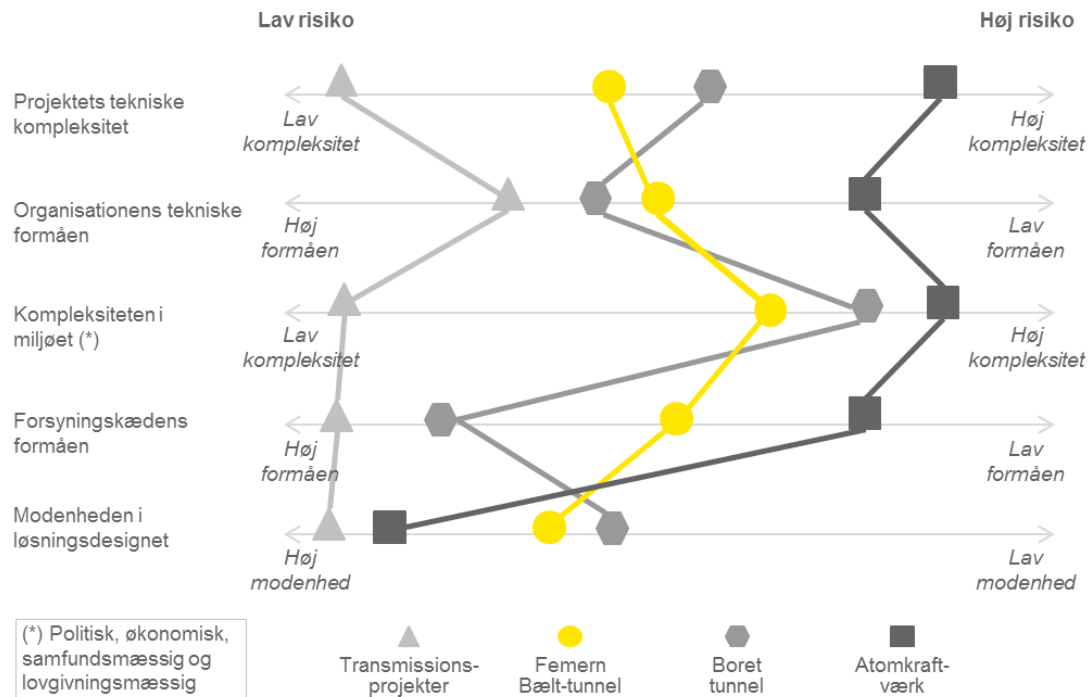 Lav risiko
Høj risiko
Projektets tekniske
kompleksitet
Lav
kompleksitet
Høj
kompleksitet
Organisationens tekniske
formåen
Høj
formåen
Lav
formåen
Kompleksiteten i
miljøet (*)
Lav
kompleksitet
Høj
kompleksitet
Forsyningskædens
formåen
Høj
formåen
Lav
formåen
Modenheden i
løsningsdesignet
Høj
modenhed
Lav
modenhed
(*) Politisk, økonomisk,
samfundsmæssig og
lovgivningsmæssig
Transmissions-
projekter
Femern
Bælt-tunnel
Boret
tunnel
Atomkraft-
værk